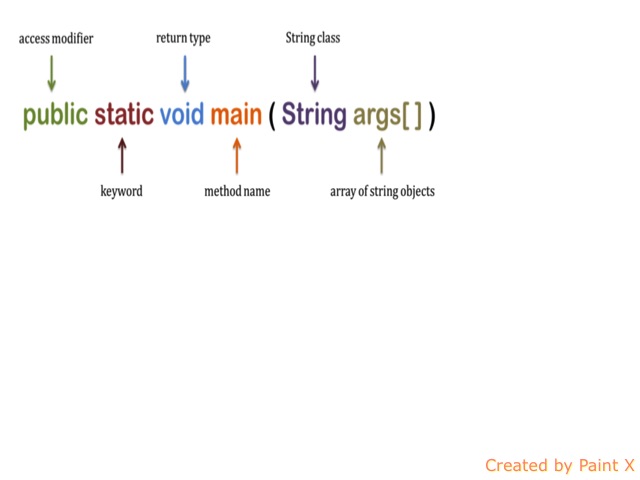 access modifier return type String class
public static void main ( String args[ ] )
keyword method name array of string objects
Created by Paint X